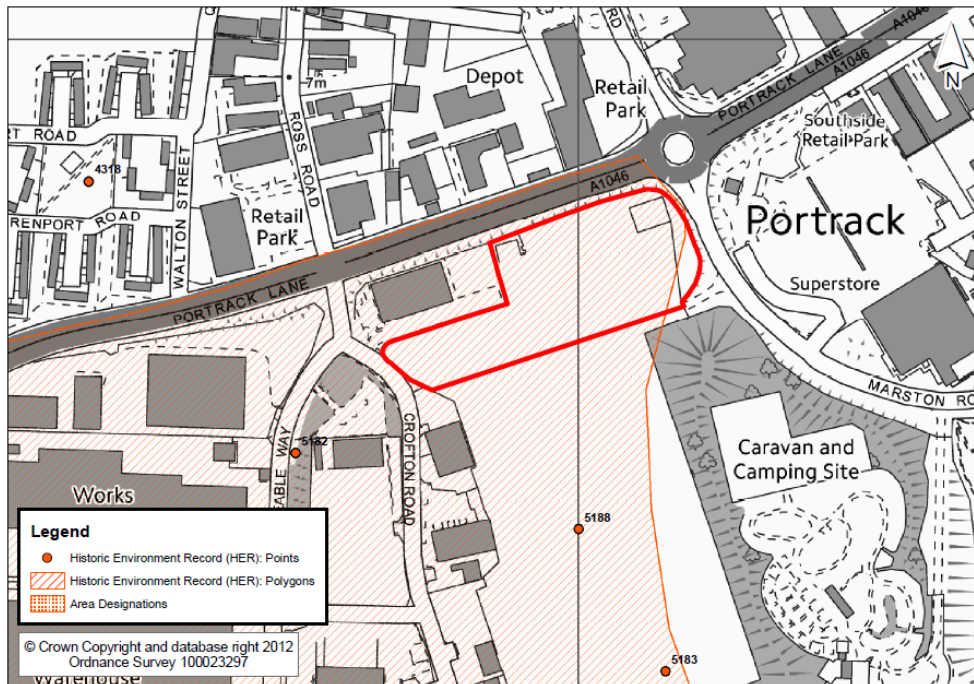 A1046
PORTRACK LANE
A1046
N
Depot
Retail
Park
7m
Southside
Retail Park
ROSS ROAD
RT ROAD
4318
WALTON STREET
RENPORT ROAD
Retail
Park
A1046
Portrack
PORTRACK LANE
Superstore
MARSTON RO
CROFTON ROAD
5182
EABLE WAY
Caravan and
Camping Site
Works
5188
Legend
Historic Environment Record (HER): Points
Historic Environment Record (HER): Polygons
Area Designations
© Crown Copyright and database right 2012
Ordnance Survey 100023297
Warehouse
5183